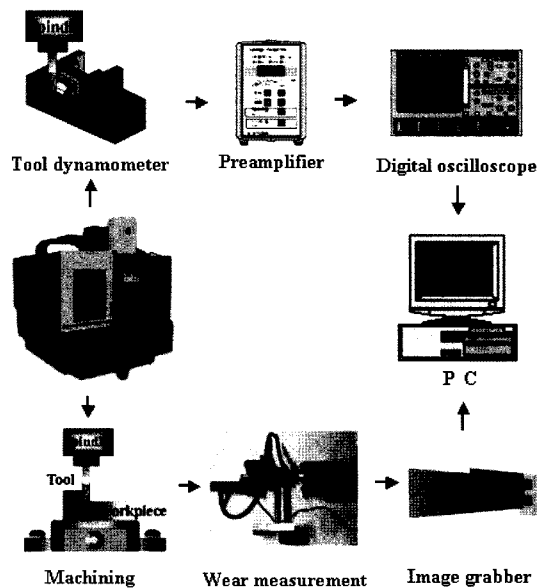 Tool dynamometer
Preamplifier
Digital oscilloscope
P C
Tool
Machining
Wear measurement
Image grabber